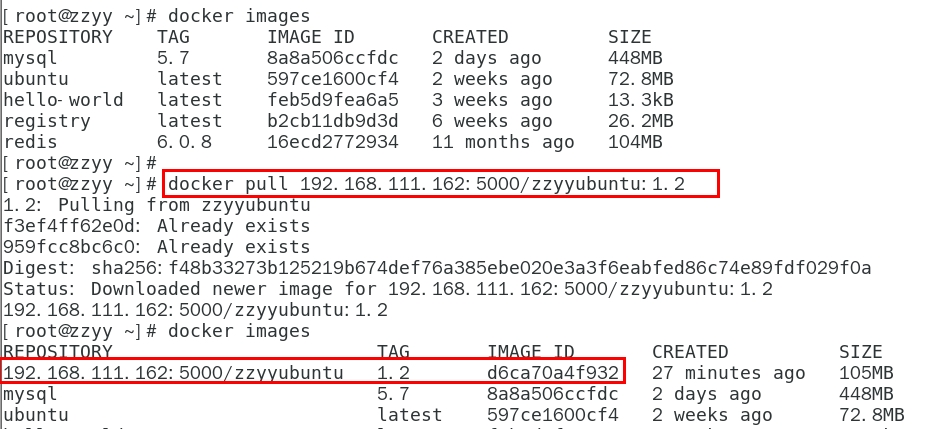 [root@zzyy ~]# docker images
REPOSITORY TAG IMAGE ID CREATED SIZE
mysql 5.7 8a8a506ccfdc 2 days ago 448MB
ubuntu latest 597ce1600cf4 2 weeks ago 72.8MB
hello-world latest feb5d9fea6a5 3 weeks ago 13.3kB
registry latest b2cb11db9d3d 6 weeks ago 26.2MB
redis 6.0.8 16ecd2772934 11 months ago 104MB
[root@zzyy ~]#
[root@zzyy ~]# docker pull 192.168.111.162:5000/zzyyubuntu:1.2
1.2: Pulling from zzyyubuntu
f3ef4ff62e0d: Already exists
959fcc8bc6c0: Already exists
Digest: sha256:f48b33273b125219b674def76a385ebe020e3a3f6eabfed86c74e89fdf029f0a
Status: Downloaded newer image for 192.168.111.162:5000/zzyyubuntu:1.2
192.168.111.162:5000/zzyyubuntu:1.2
[root@zzyy ~]# docker images
REPOSITORY TAG IMAGE ID CREATED SIZE
192.168.111.162:5000/zzyyubuntu 1.2 d6ca70a4f932 27 minutes ago 105MB
mysql 5.7 8a8a506ccfdc 2 days ago 448MB
ubuntu latest 597ce1600cf4 2 weeks ago 72.8MB